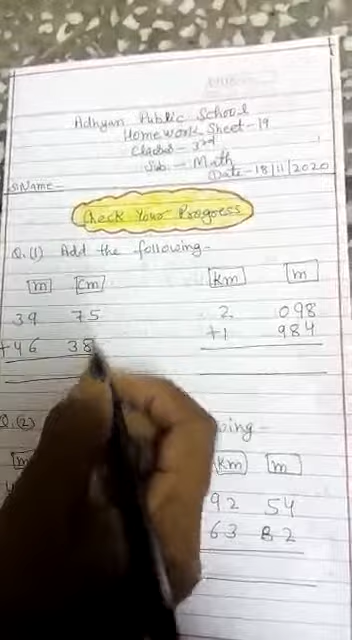 Adhyan Public School
Homework Sheet-19
Class - 3rd
Sub. - Math
Date-18/11/2020
Name-
Check Your Progress
Q.(1) Add the following-
m cm km m
39 75 2 098
+46 38 +1 984
Q.(2)
km m
92 54
63 82